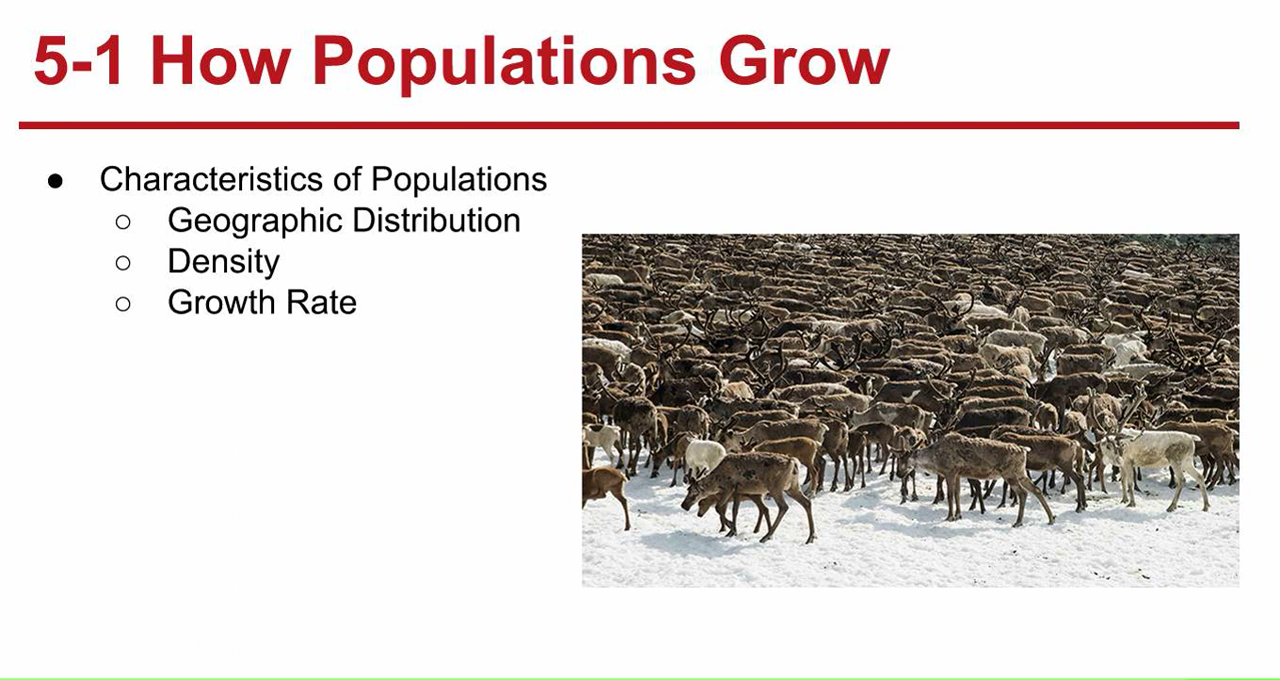 5-1 How Populations Grow
● Characteristics of Populations
○ Geographic Distribution
○ Density
○ Growth Rate